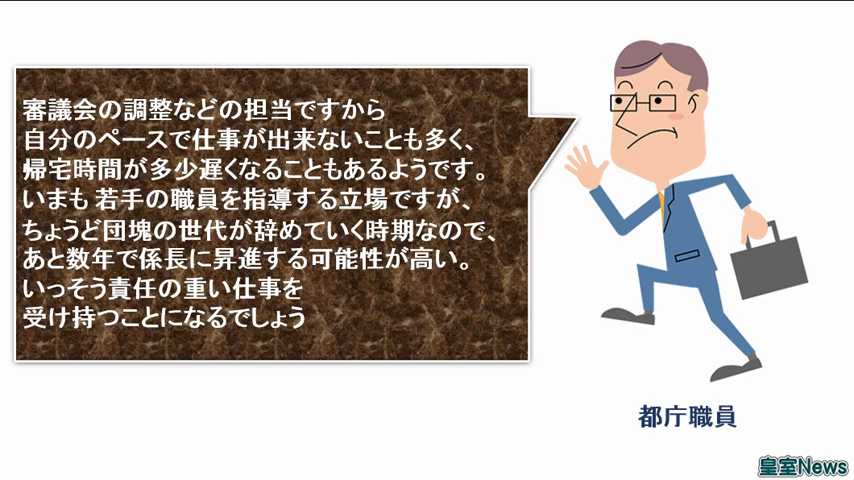 審議会の調整などの担当ですから
自分のペースで仕事が出来ないことも多く、
帰宅時間が多少遅くなることもあるようです。
いまも 若手の職員を指導する立場ですが、
ちょうど団塊の世代が辞めていく時期なので、
あと数年で係長に昇進する可能性が高い。
いっそう責任の重い仕事を
受け持つことになるでしょう
都庁職員
皇室News